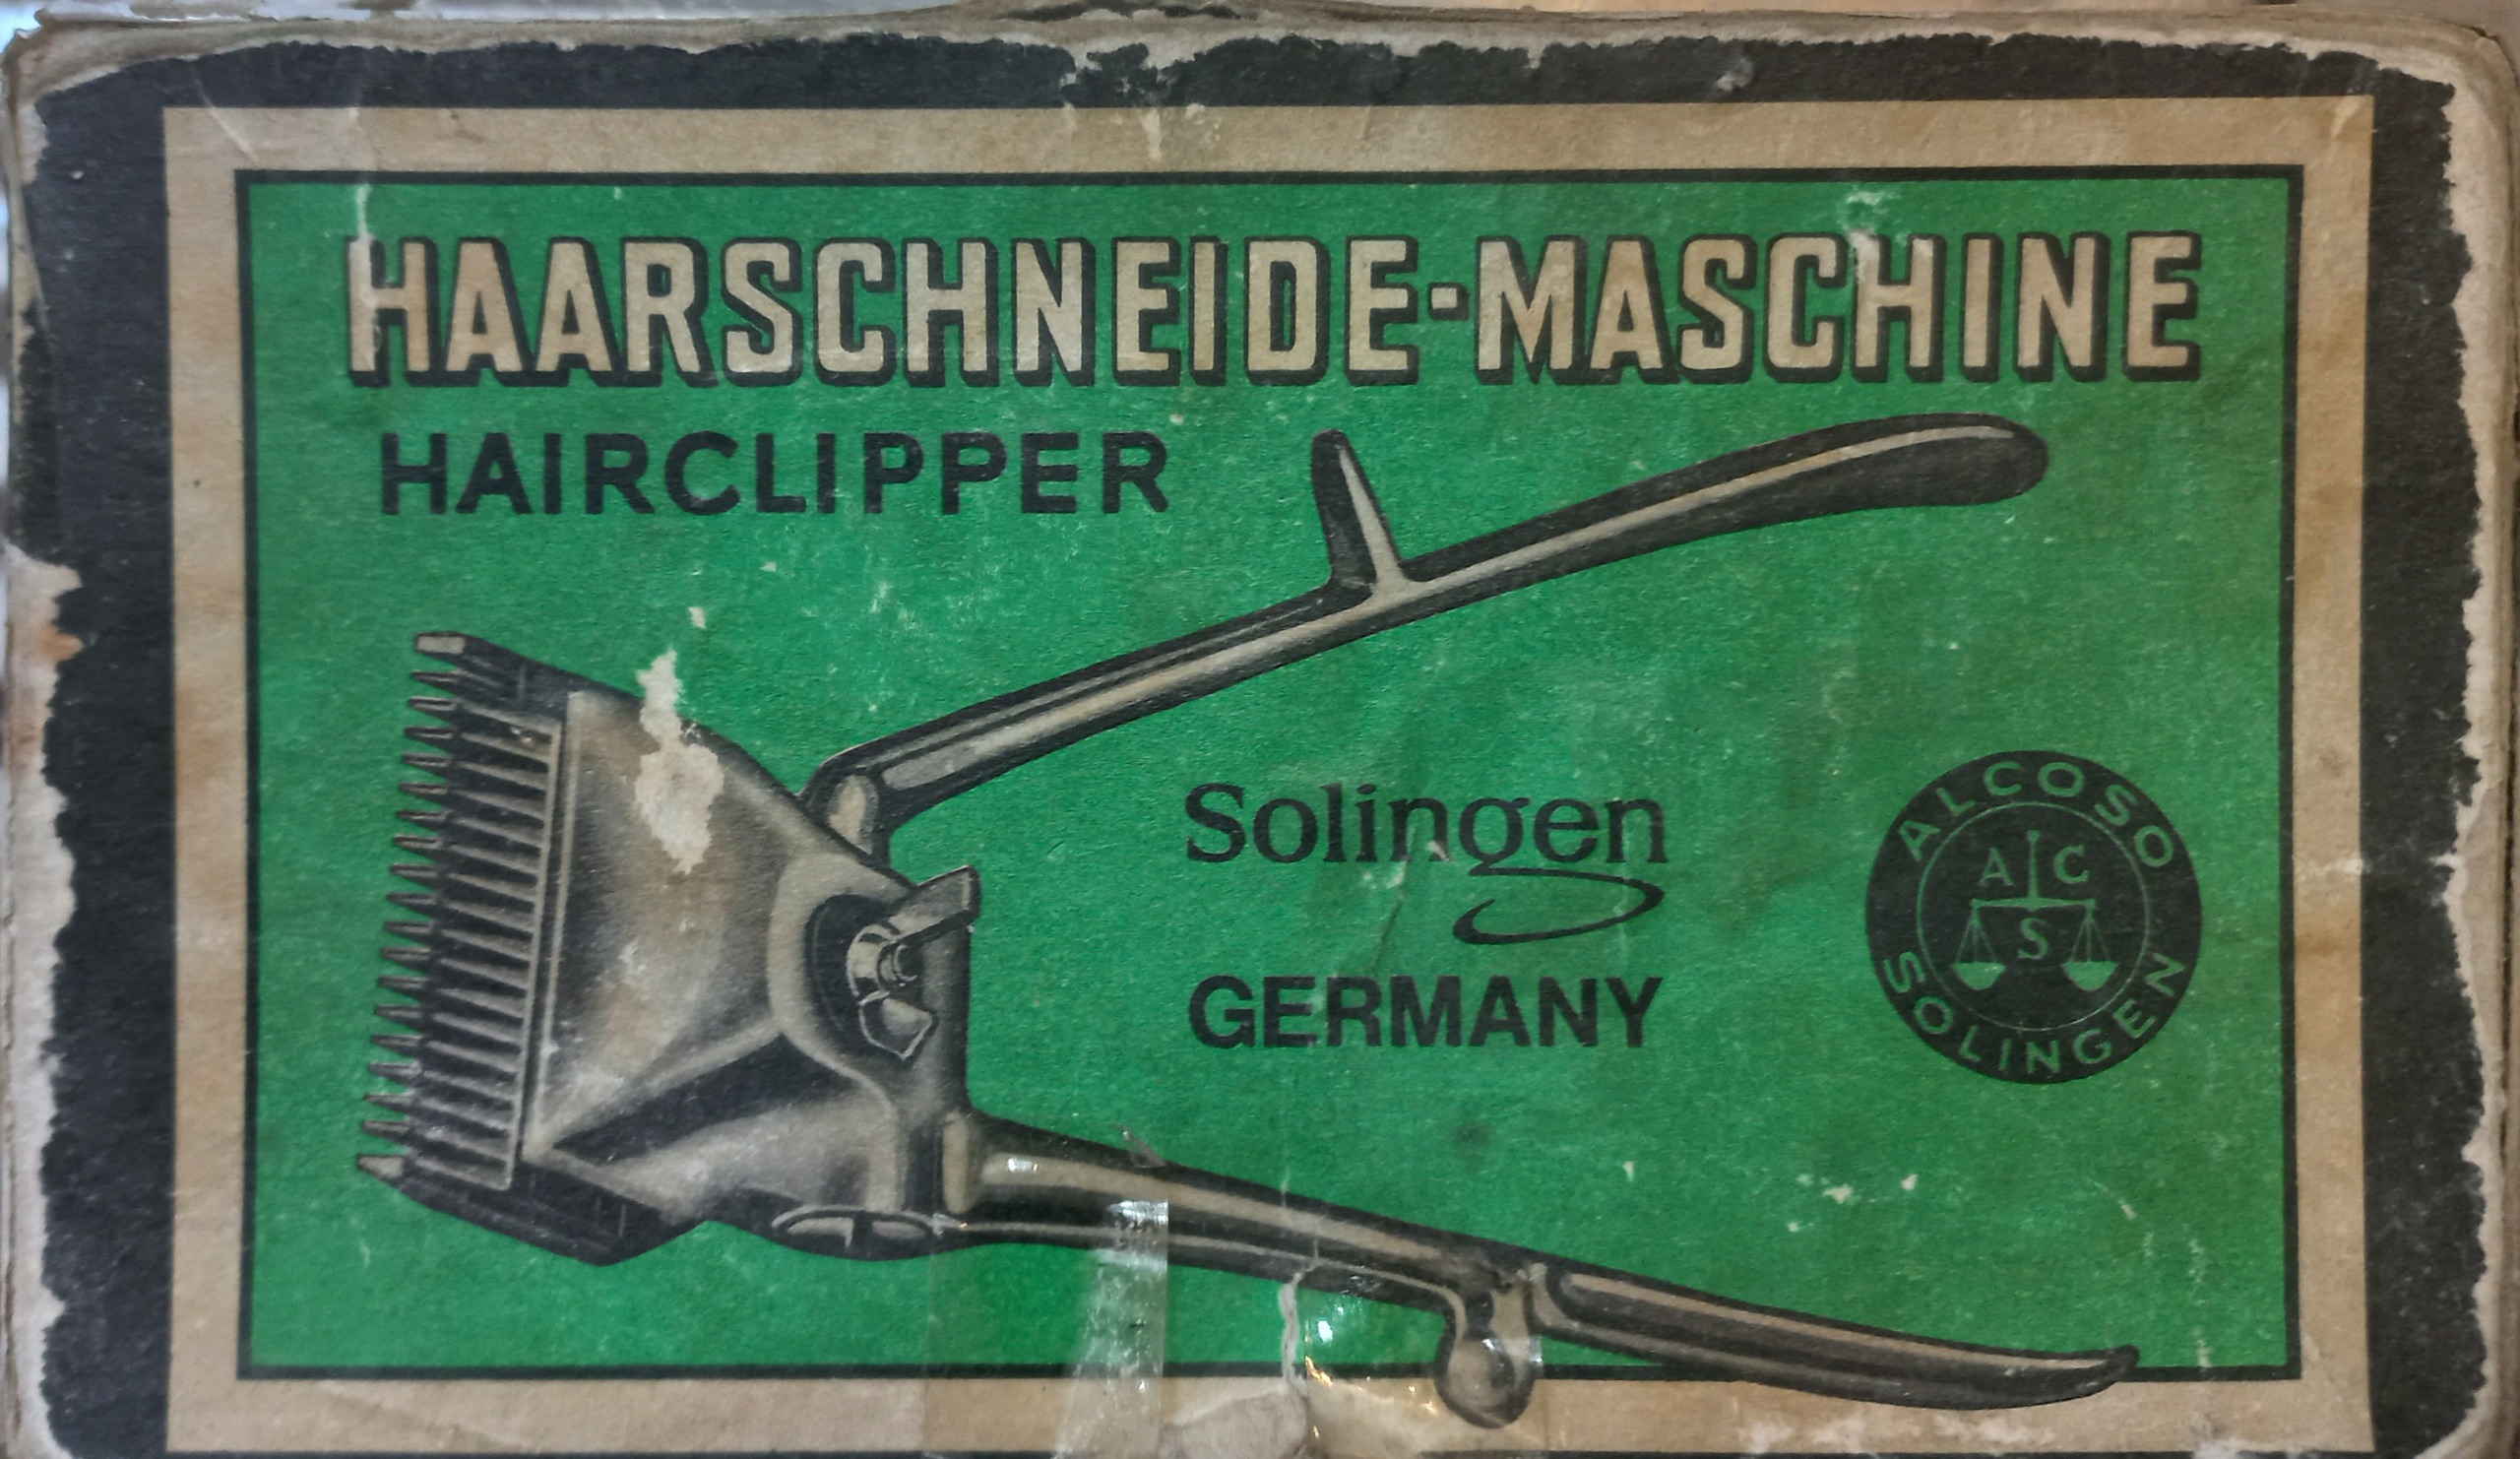 HAARSCHNEIDE-MASCHINE
HAIRCLIPPER
Solingen
GERMANY
ALCOSO
A C
S
SOLINGEN